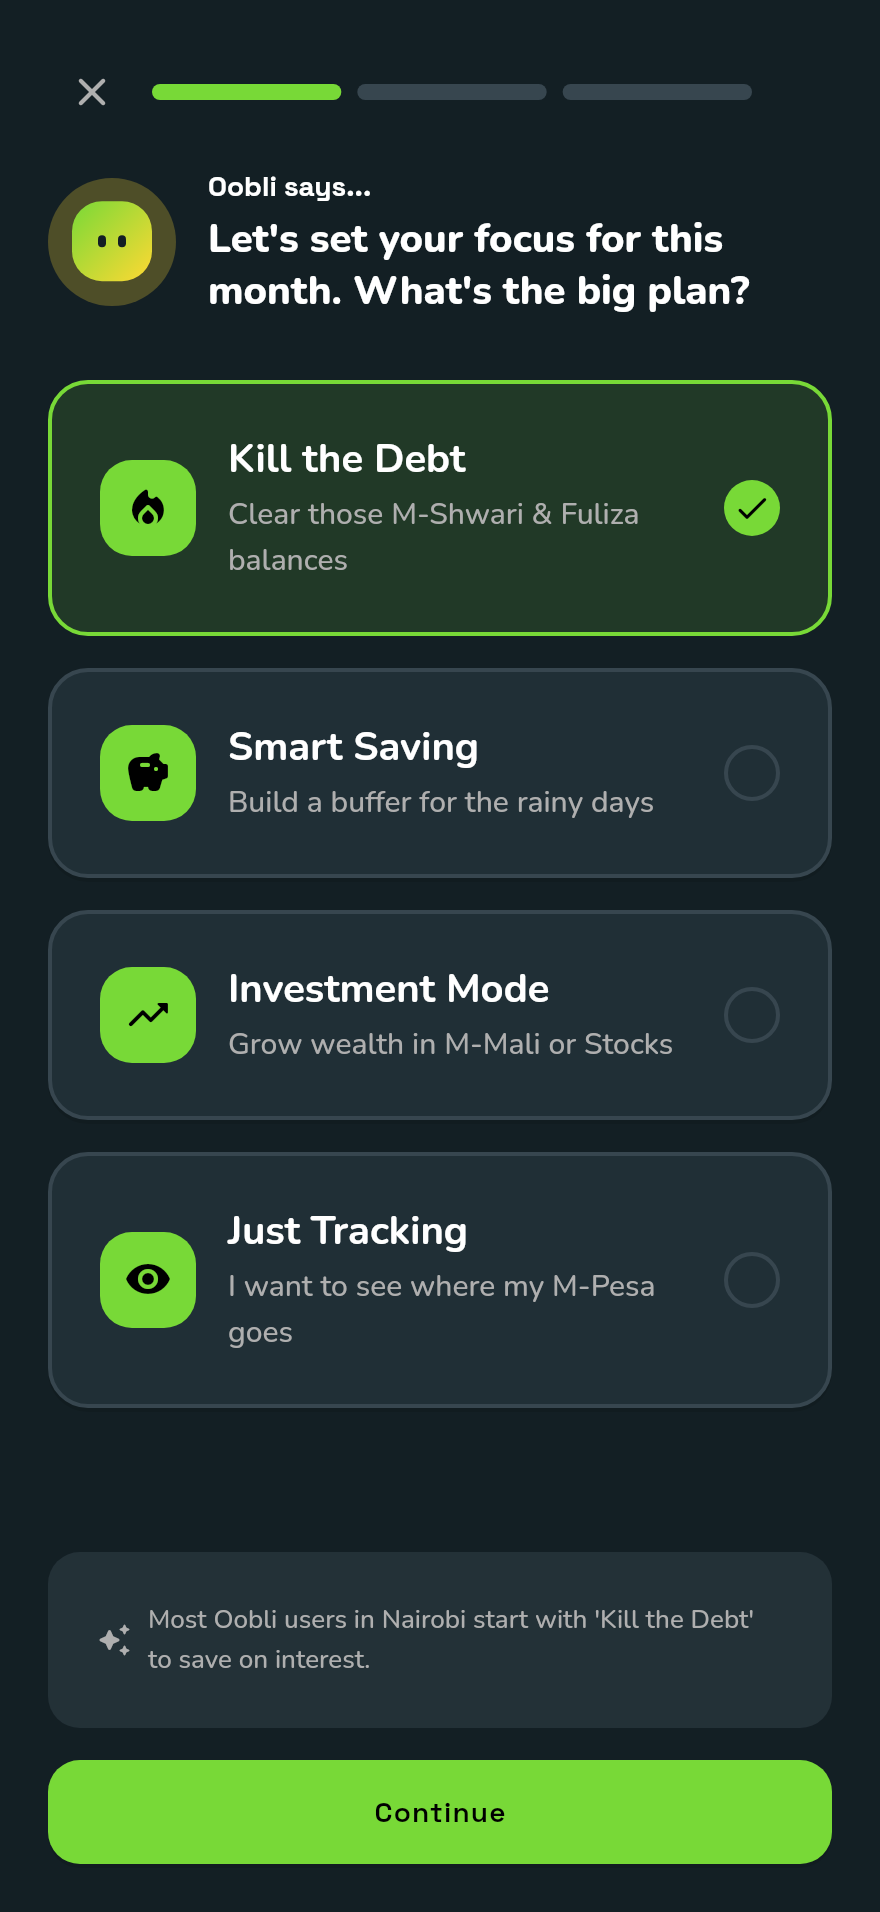 Oobli says...
Let's set your focus for this
month. What's the big plan?
Kill the Debt
Clear those M-Shwari & Fuliza
balances
Smart Saving
Build a buffer for the rainy days
Investment Mode
Grow wealth in M-Mali or Stocks
Just Tracking
I want to see where my M-Pesa
goes
Most Oobli users in Nairobi start with 'Kill the Debt'
to save on interest.
Continue